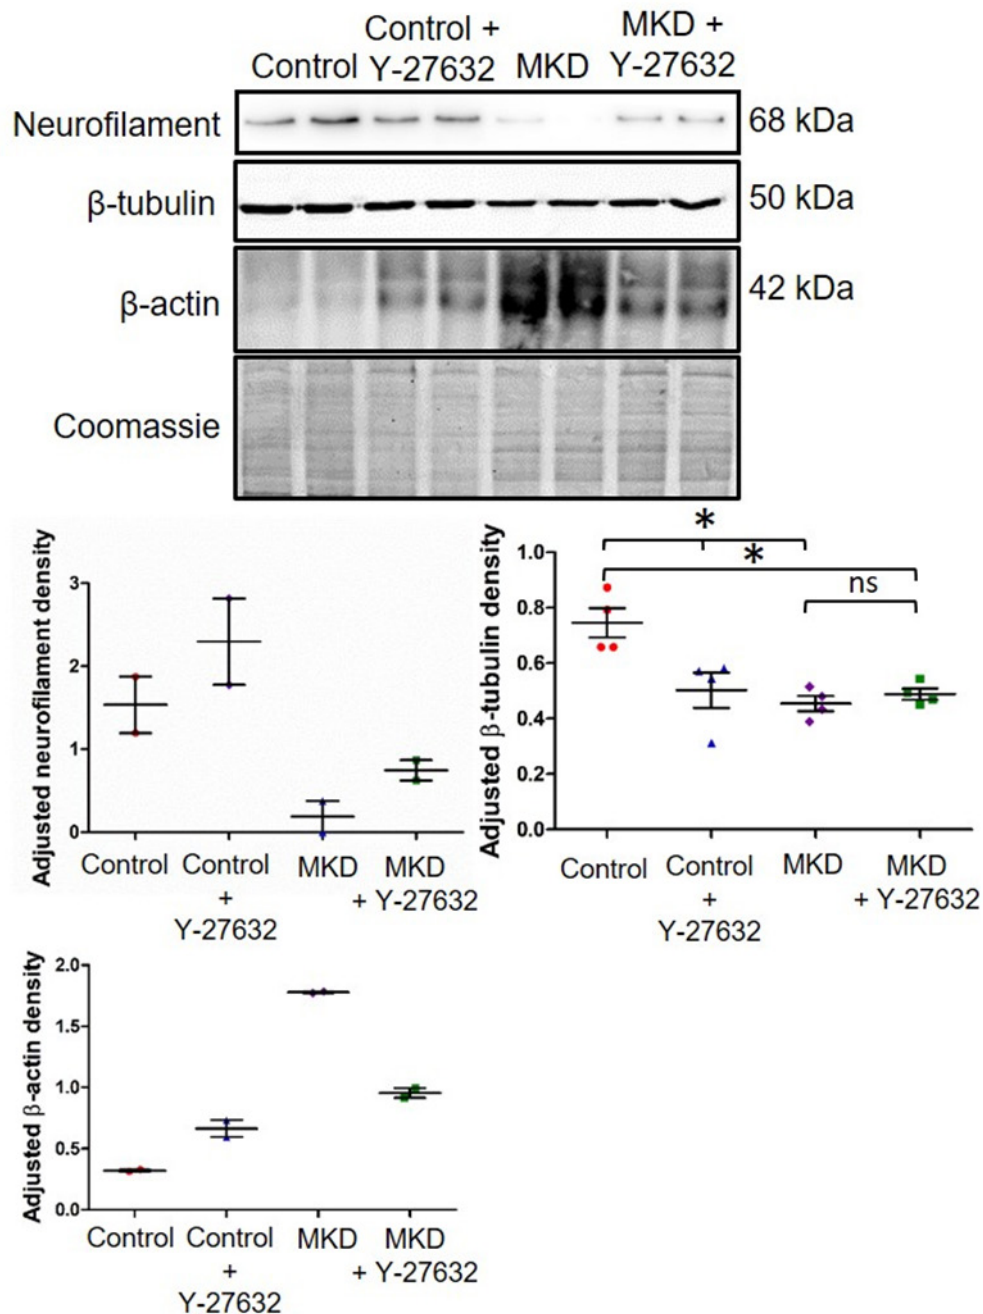 Control + MKD +
Control Y-27632 MKD Y-27632
Neurofilament 68 kDa
β-tubulin 50 kDa
β-actin 42 kDa
Coomassie
Adjusted neurofilament density
3
2
1
0
Control Control MKD MKD
+ + Y-27632
Y-27632
Adjusted β-tubulin density
*
*
ns
1.0
0.8
0.6
0.4
0.2
0.0
Control Control MKD MKD
+ + Y-27632
Y-27632
Adjusted β-actin density
2.0
1.5
1.0
0.5
0.0
Control Control MKD MKD
+ + Y-27632
Y-27632